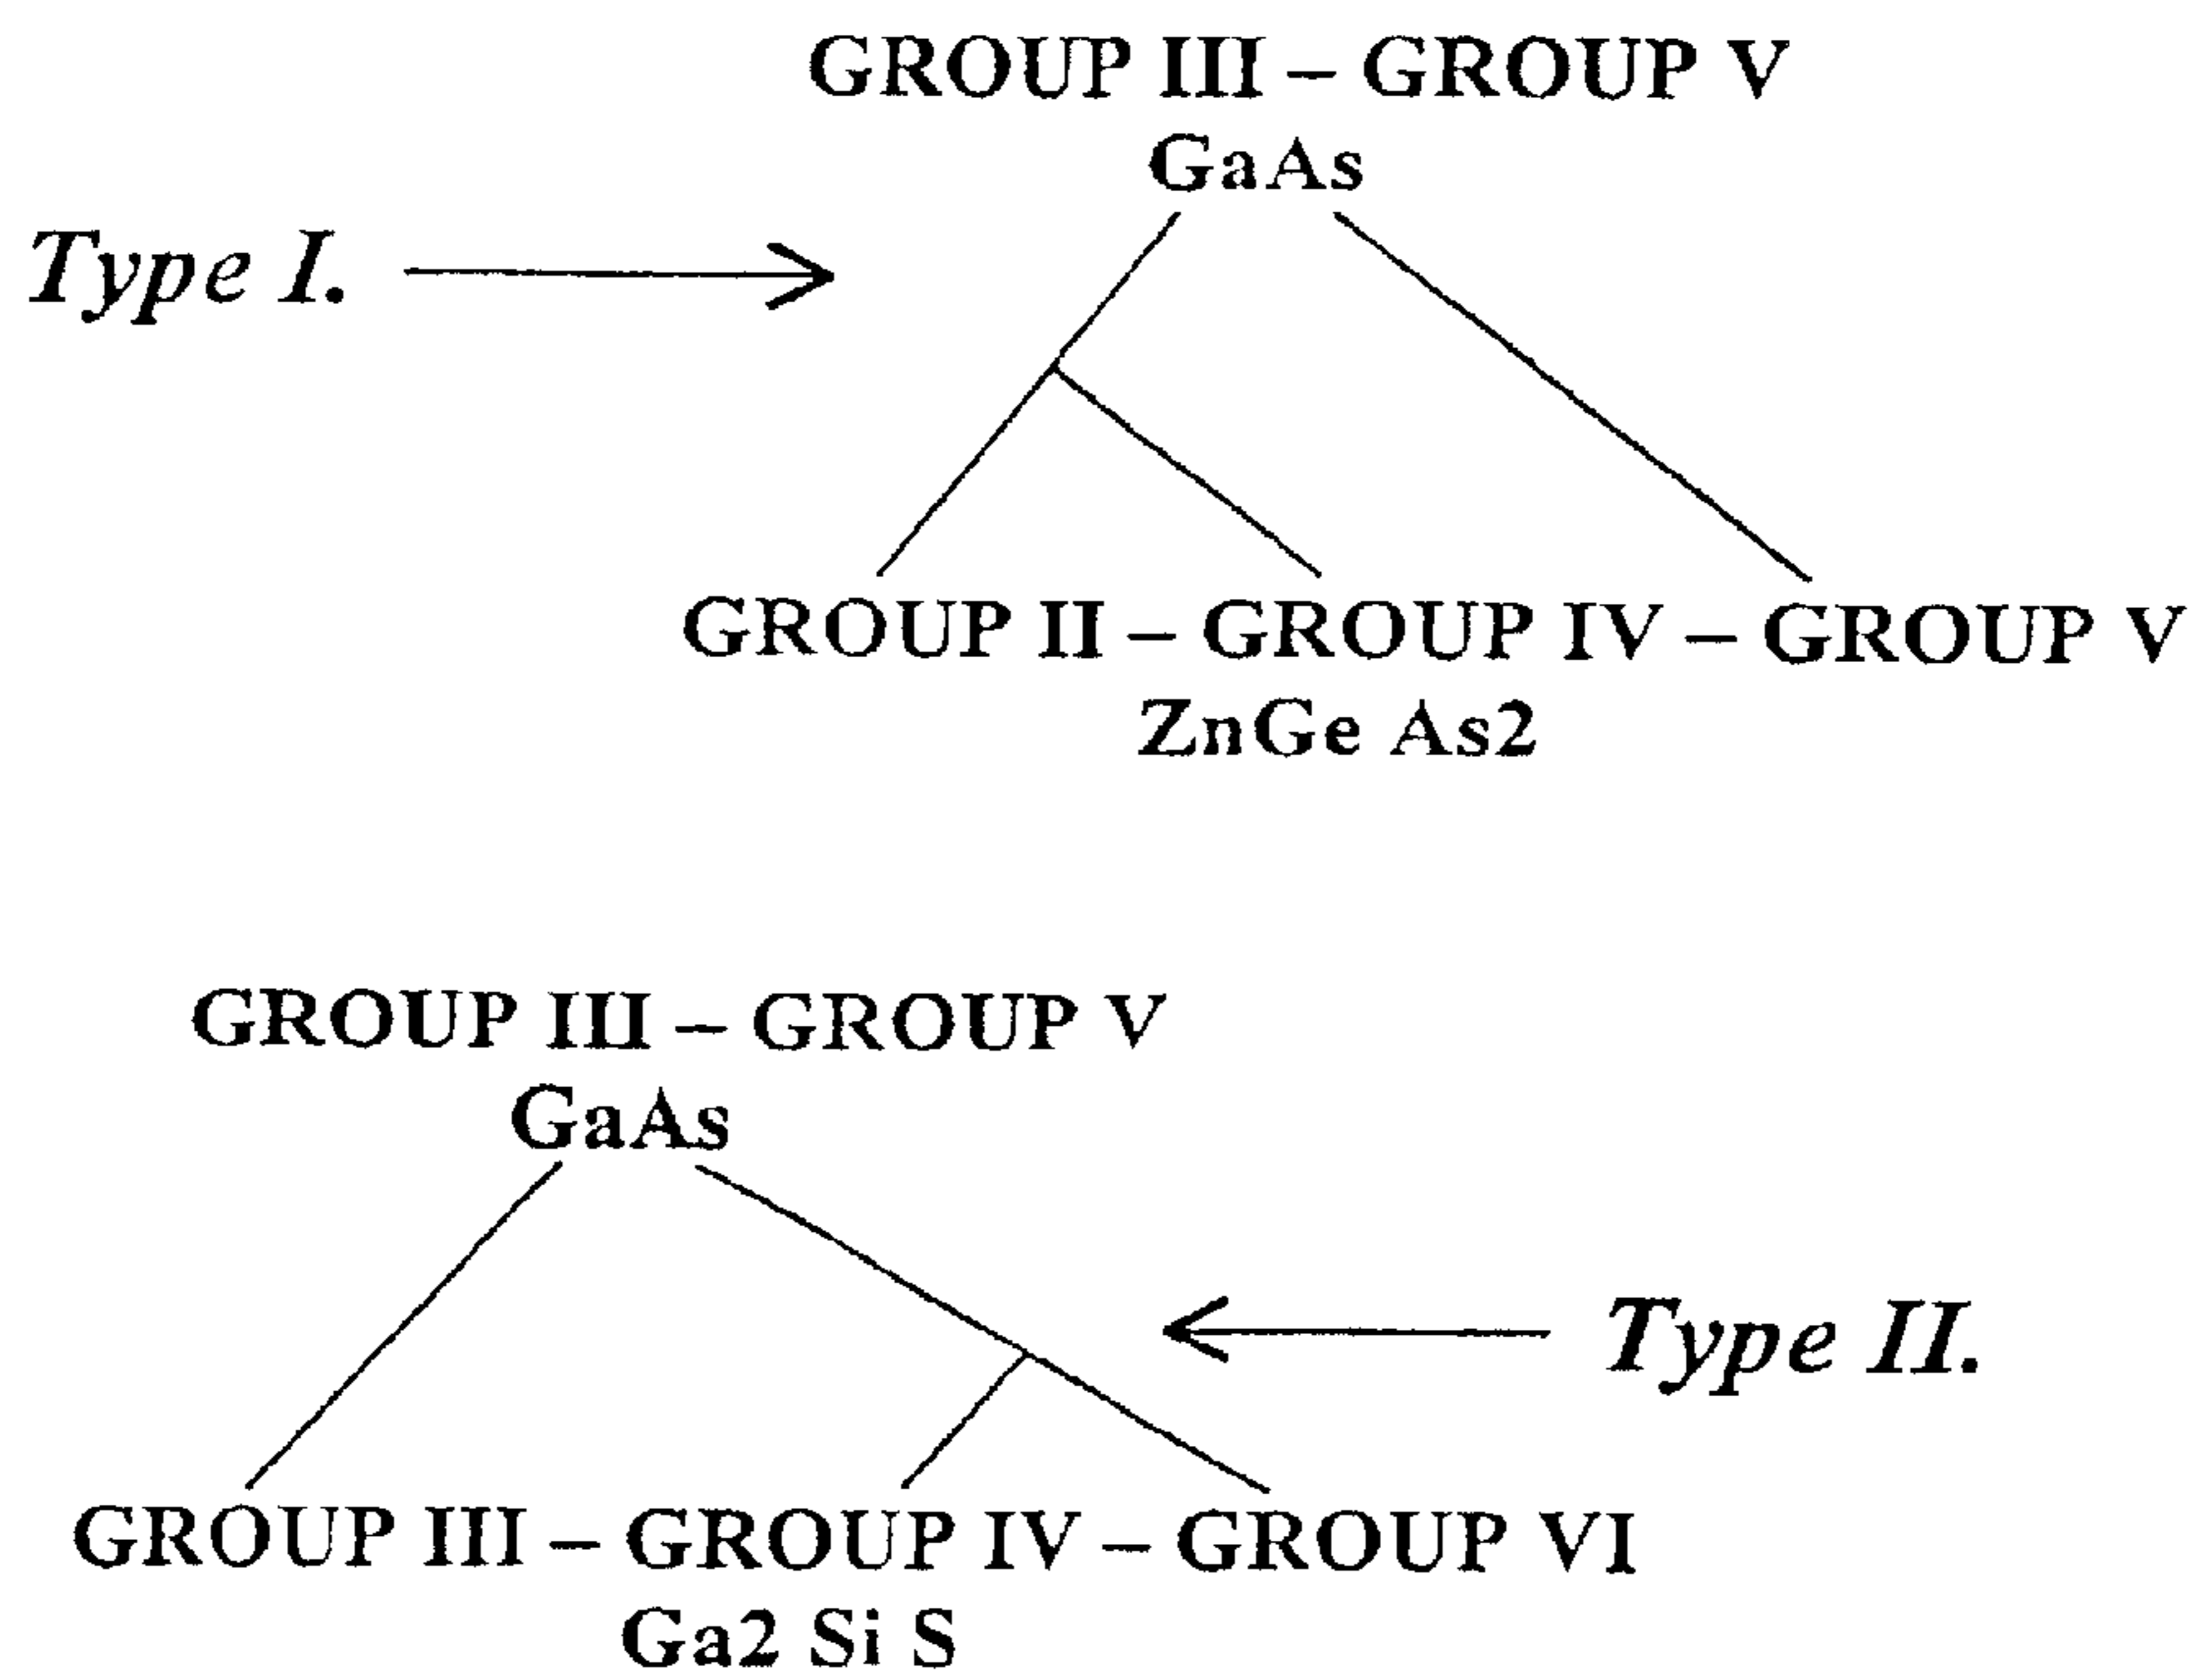 GROUP III – GROUP V
GaAs
Type I.
GROUP II – GROUP IV – GROUP V
ZnGe As2
GROUP III – GROUP V
GaAs
Type II.
GROUP III – GROUP IV – GROUP VI
Ga2 Si S